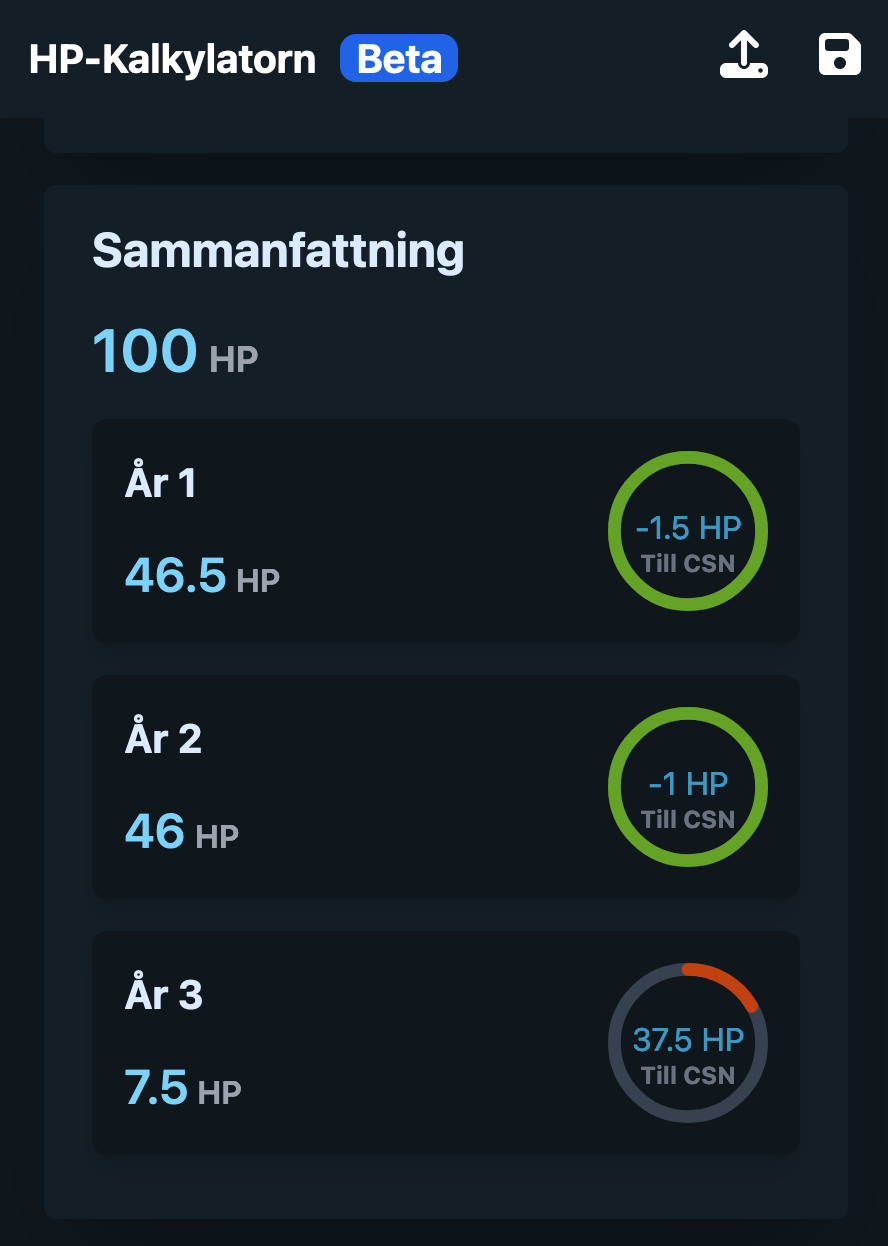 HP-Kalkylatorn Beta
Sammanfattning
100 HP
År 1
46.5 HP
-1.5 HP
Till CSN
År 2
46 HP
-1 HP
Till CSN
År 3
7.5 HP
37.5 HP
Till CSN